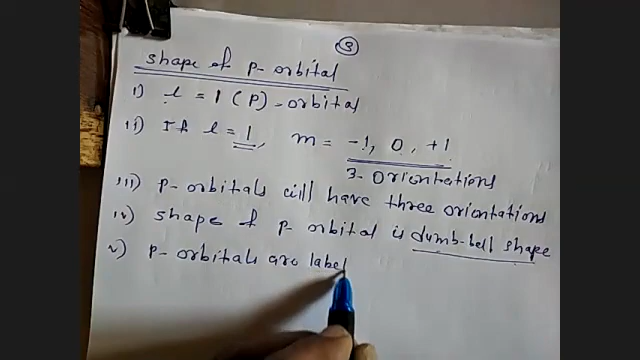 3
shape of p-orbital
i) l = 1 (p)-orbital
ii) If l = 1, m = -1, 0, +1
3-orientations
iii) p-orbitals will have three orientations
iv) shape of p-orbital is dumb-bell shape
v) p-orbitals are label